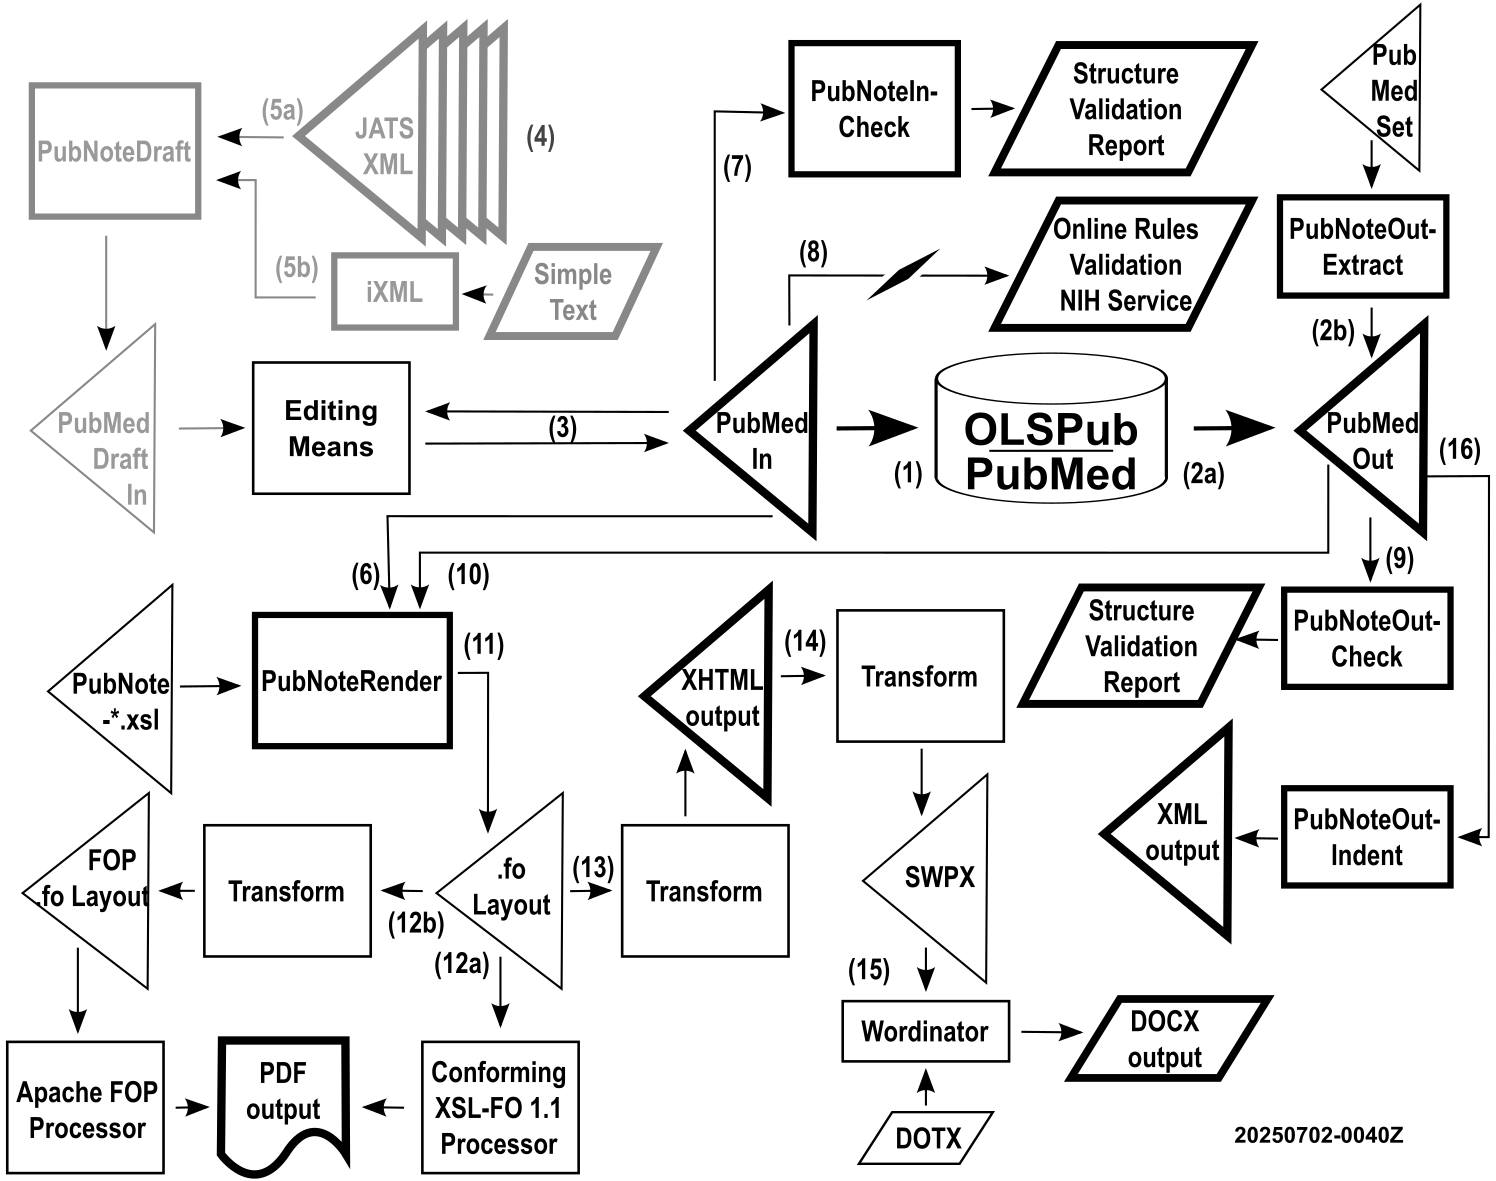 PubNoteDraft
(5a)
JATS
XML
(4)
(5b)
iXML
Simple
Text
PubNoteIn-
Check
(7)
Structure
Validation
Report
Pub
Med
Set
(8)
Online Rules
Validation
NIH Service
PubNoteOut-
Extract
(2b)
PubMed
Draft
In
Editing
Means
(3)
PubMed
In
(1)
OLSPub
PubMed
(2a)
PubMed
Out
(16)
(6)
(10)
(9)
PubNote
-*.xsl
PubNoteRender
(11)
XHTML
output
(14)
Transform
Structure
Validation
Report
PubNoteOut-
Check
FOP
.fo Layout
Transform
(12b)
.fo
Layout
(13)
Transform
(12a)
SWPX
XML
output
PubNoteOut-
Indent
(15)
Wordinator
DOCX
output
Apache FOP
Processor
PDF
output
Conforming
XSL-FO 1.1
Processor
DOTX
20250702-0040Z